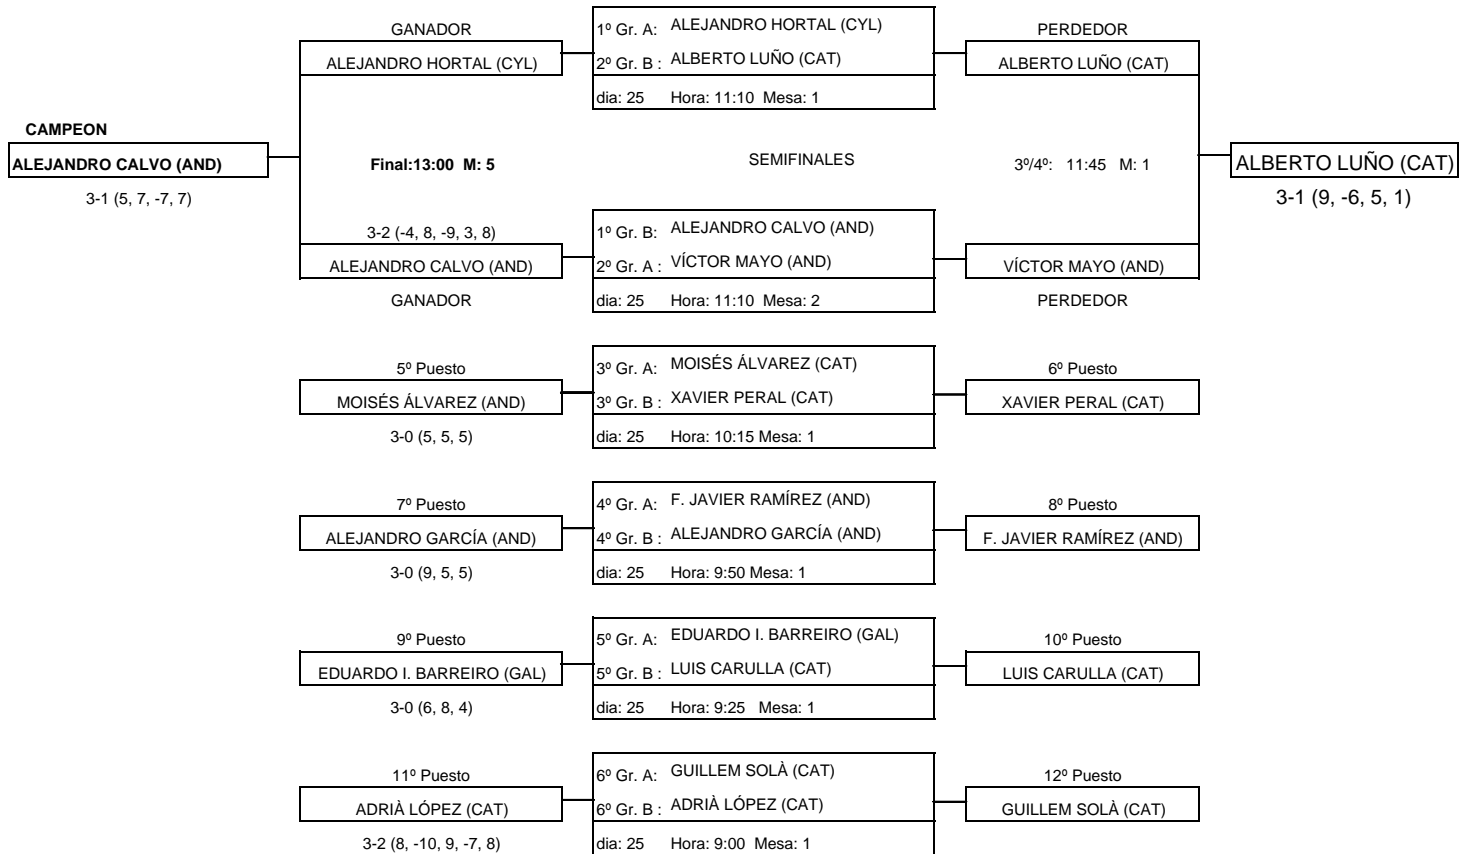 GANADOR
1º Gr. A: ALEJANDRO HORTAL (CYL)
PERDEDOR
ALEJANDRO HORTAL (CYL)
2º Gr. B : ALBERTO LUÑO (CAT)
ALBERTO LUÑO (CAT)
dia: 25 Hora: 11:10 Mesa: 1
CAMPEON
ALEJANDRO CALVO (AND)
Final:13:00 M: 5
SEMIFINALES
3º/4º: 11:45 M: 1
ALBERTO LUÑO (CAT)
3-1 (5, 7, -7, 7)
3-1 (9, -6, 5, 1)
3-2 (-4, 8, -9, 3, 8)
1º Gr. B: ALEJANDRO CALVO (AND)
ALEJANDRO CALVO (AND)
2º Gr. A : VÍCTOR MAYO (AND)
VÍCTOR MAYO (AND)
GANADOR
dia: 25 Hora: 11:10 Mesa: 2
PERDEDOR
5º Puesto
3º Gr. A: MOISÉS ÁLVAREZ (CAT)
6º Puesto
MOISÉS ÁLVAREZ (AND)
3º Gr. B : XAVIER PERAL (CAT)
XAVIER PERAL (CAT)
3-0 (5, 5, 5)
dia: 25 Hora: 10:15 Mesa: 1
7º Puesto
4º Gr. A: F. JAVIER RAMÍREZ (AND)
8º Puesto
ALEJANDRO GARCÍA (AND)
4º Gr. B : ALEJANDRO GARCÍA (AND)
F. JAVIER RAMÍREZ (AND)
3-0 (9, 5, 5)
dia: 25 Hora: 9:50 Mesa: 1
9º Puesto
5º Gr. A: EDUARDO I. BARREIRO (GAL)
10º Puesto
EDUARDO I. BARREIRO (GAL)
5º Gr. B : LUIS CARULLA (CAT)
LUIS CARULLA (CAT)
3-0 (6, 8, 4)
dia: 25 Hora: 9:25 Mesa: 1
11º Puesto
6º Gr. A: GUILLEM SOLÀ (CAT)
12º Puesto
ADRIÀ LÓPEZ (CAT)
6º Gr. B : ADRIÀ LÓPEZ (CAT)
GUILLEM SOLÀ (CAT)
3-2 (8, -10, 9, -7, 8)
dia: 25 Hora: 9:00 Mesa: 1